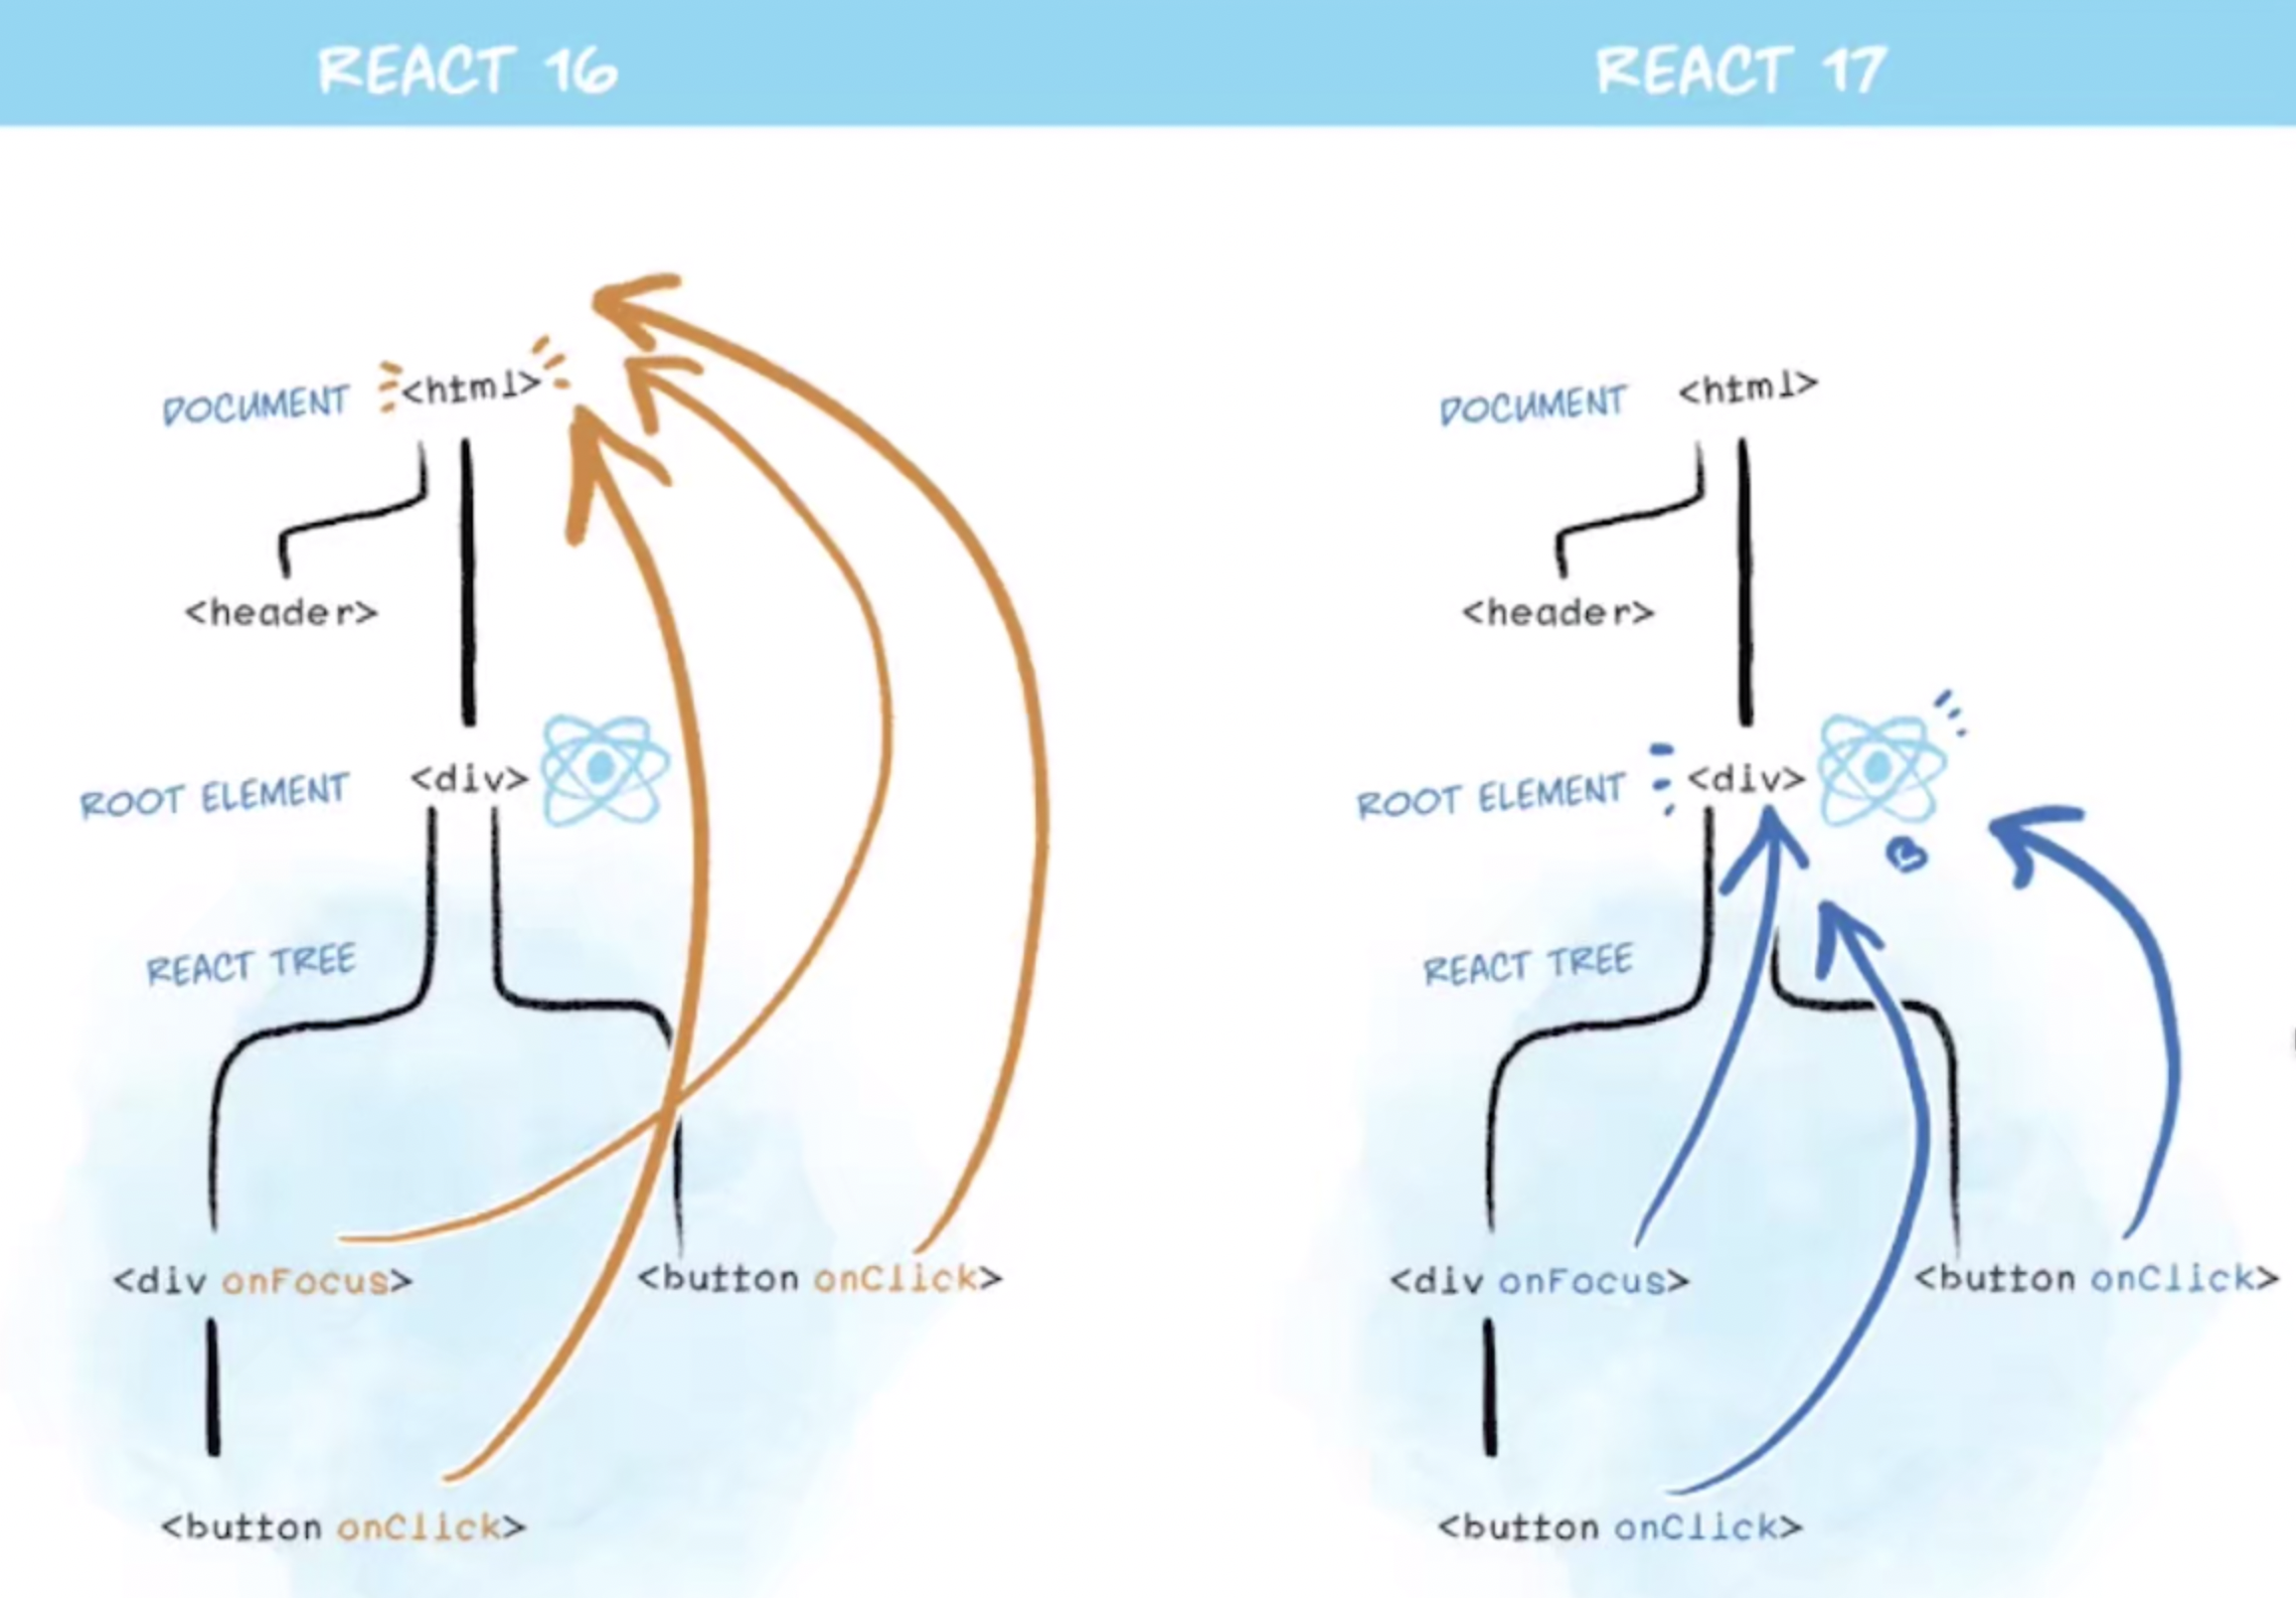 REACT 16
DOCUMENT <html>
<header>
ROOT ELEMENT <div>
REACT TREE
<div onFocus>
<button onClick>
<button onClick>
REACT 17
DOCUMENT <html>
<header>
ROOT ELEMENT <div>
REACT TREE
<div onFocus>
<button onClick>
<button onClick>